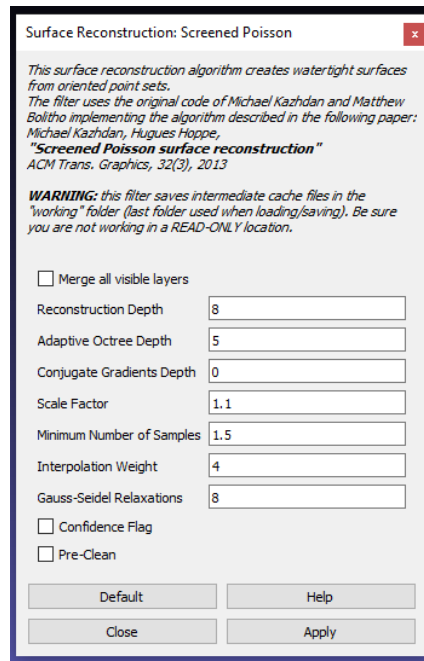 Surface Reconstruction: Screened Poisson
x
This surface reconstruction algorithm creates watertight surfaces
from oriented point sets.
The filter uses the original code of Michael Kazhdan and Matthew
Bolitho implementing the algorithm described in the following paper:
Michael Kazhdan, Hugues Hoppe,
"Screened Poisson surface reconstruction"
ACM Trans. Graphics, 32(3), 2013
WARNING: this filter saves intermediate cache files in the
"working" folder (last folder used when loading/saving). Be sure
you are not working in a READ-ONLY location.
Merge all visible layers
Reconstruction Depth 8
Adaptive Octree Depth 5
Conjugate Gradients Depth 0
Scale Factor 1.1
Minimum Number of Samples 1.5
Interpolation Weight 4
Gauss-Seidel Relaxations 8
Confidence Flag
Pre-Clean
Default Help
Close Apply